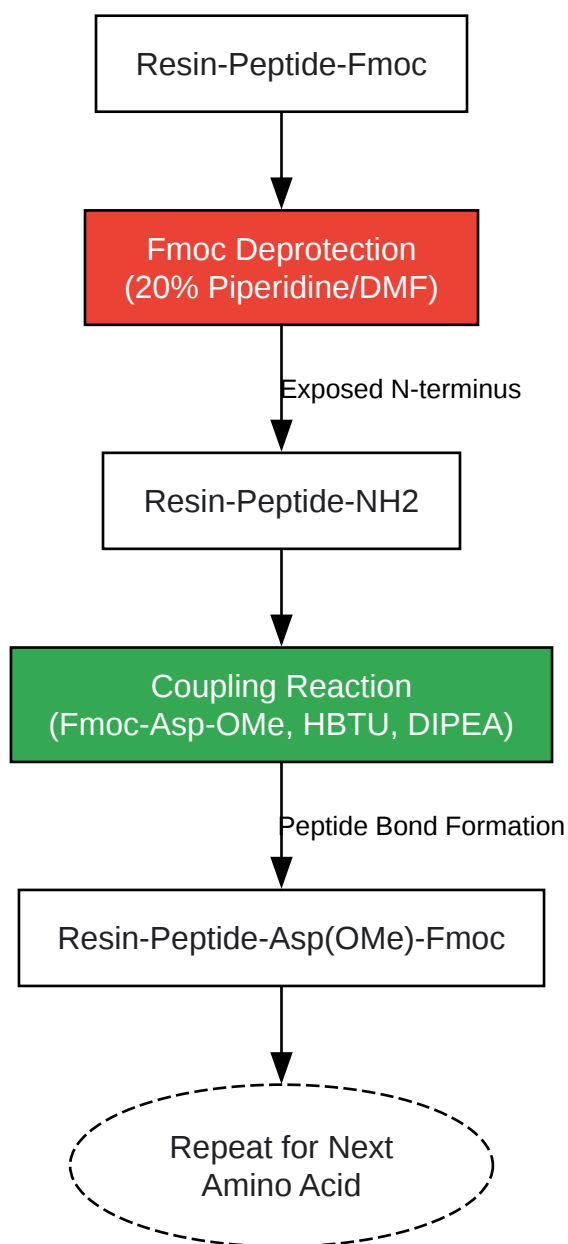 Resin-Peptide-Fmoc
Fmoc Deprotection
(20% Piperidine/DMF)
Exposed N-terminus
Resin-Peptide-NH2
Coupling Reaction
(Fmoc-Asp-OMe, HBTU, DIPEA)
Peptide Bond Formation
Resin-Peptide-Asp(OMe)-Fmoc
Repeat for Next
Amino Acid